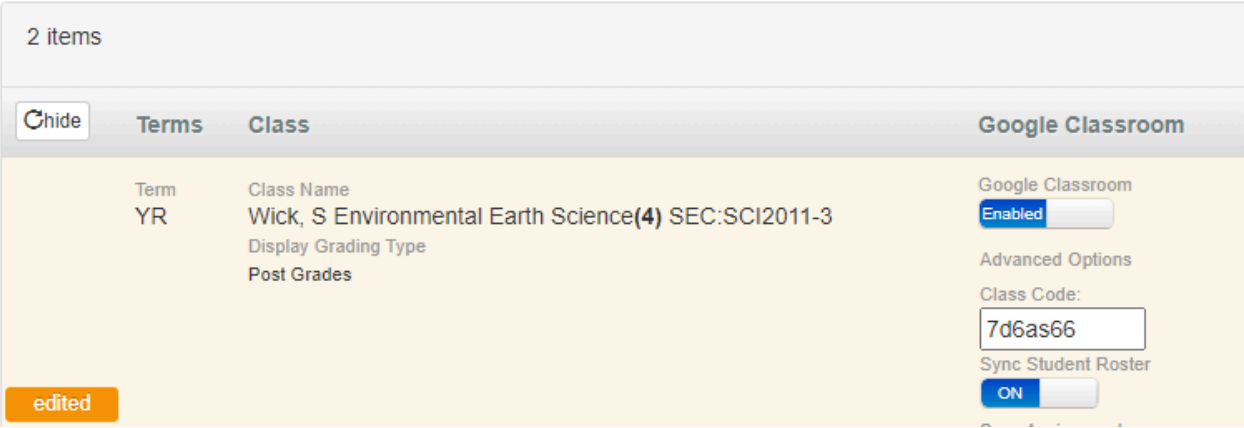 2 items
hide Terms Class Google Classroom
Term Class Name Google Classroom
YR Wick, S Environmental Earth Science(4) SEC:SCI2011-3 Enabled
Display Grading Type
Post Grades
Advanced Options
Class Code:
7d6as66
Sync Student Roster
ON
edited